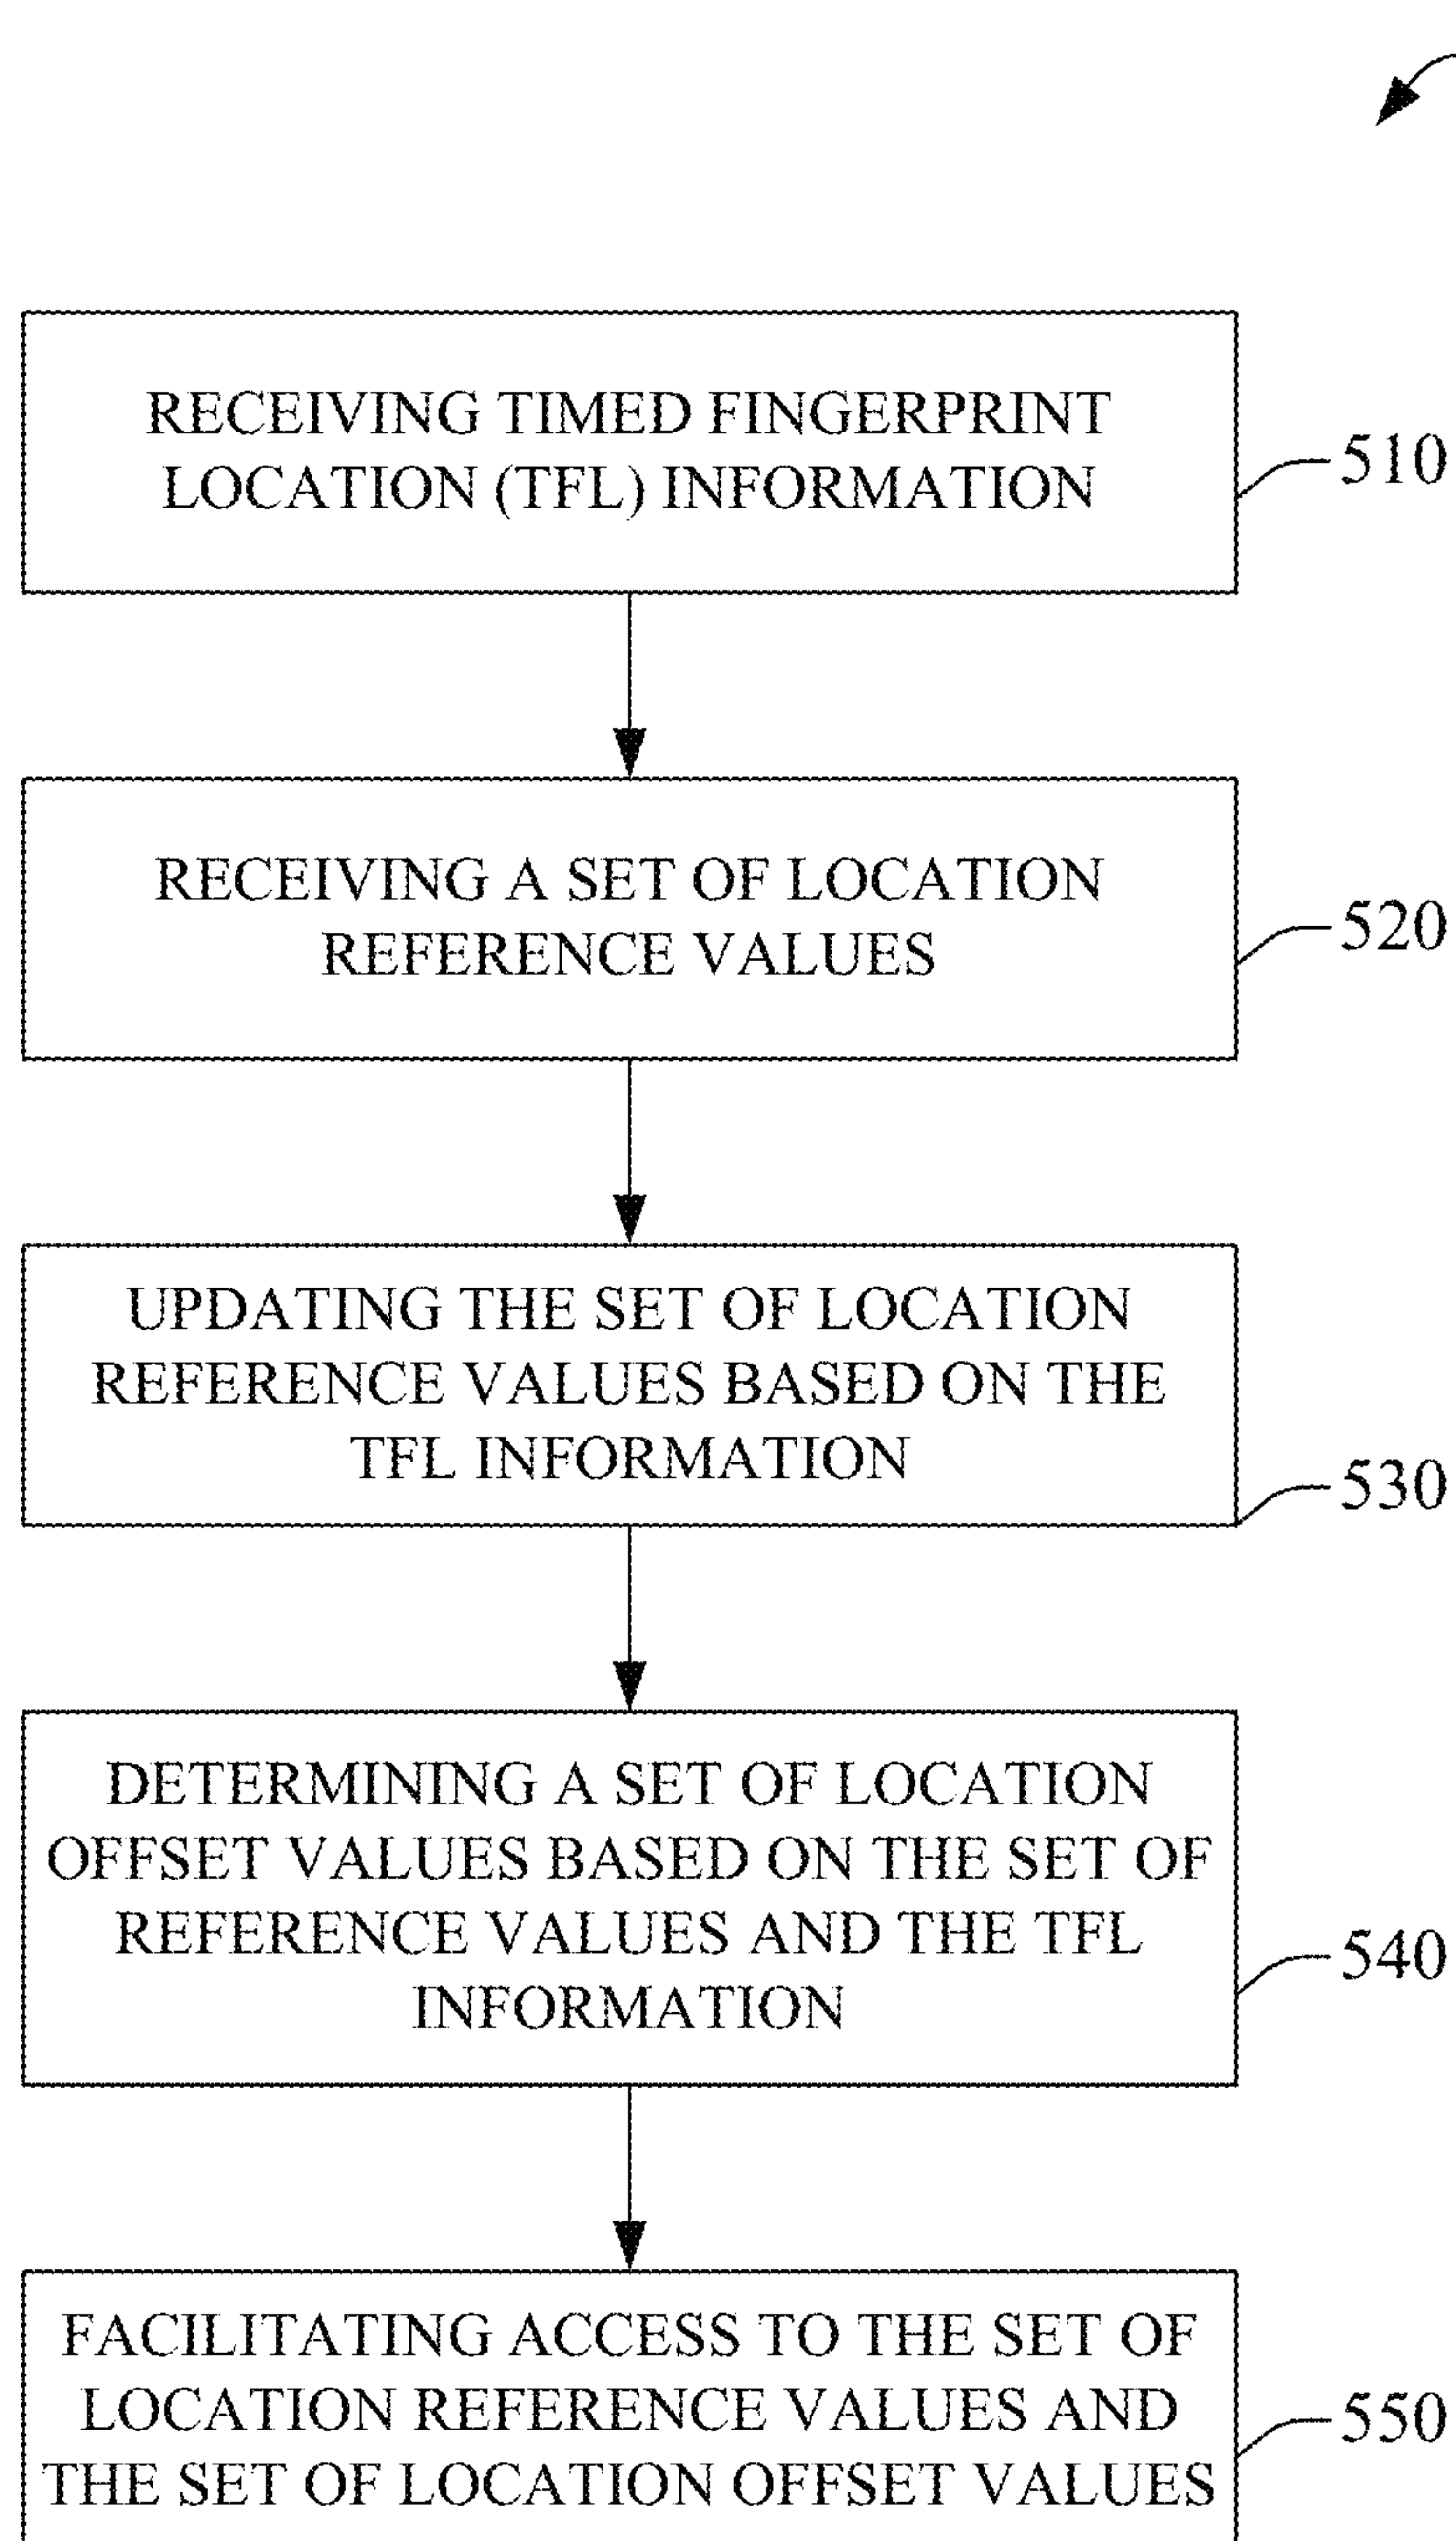 RECEIVING TIMED FINGERPRINT
LOCATION (TFL) INFORMATION
510
RECEIVING A SET OF LOCATION
REFERENCE VALUES
520
UPDATING THE SET OF LOCATION
REFERENCE VALUES BASED ON THE
TFL INFORMATION
530
DETERMINING A SET OF LOCATION
OFFSET VALUES BASED ON THE SET OF
REFERENCE VALUES AND THE TFL
INFORMATION
540
FACILITATING ACCESS TO THE SET OF
LOCATION REFERENCE VALUES AND
THE SET OF LOCATION OFFSET VALUES
550